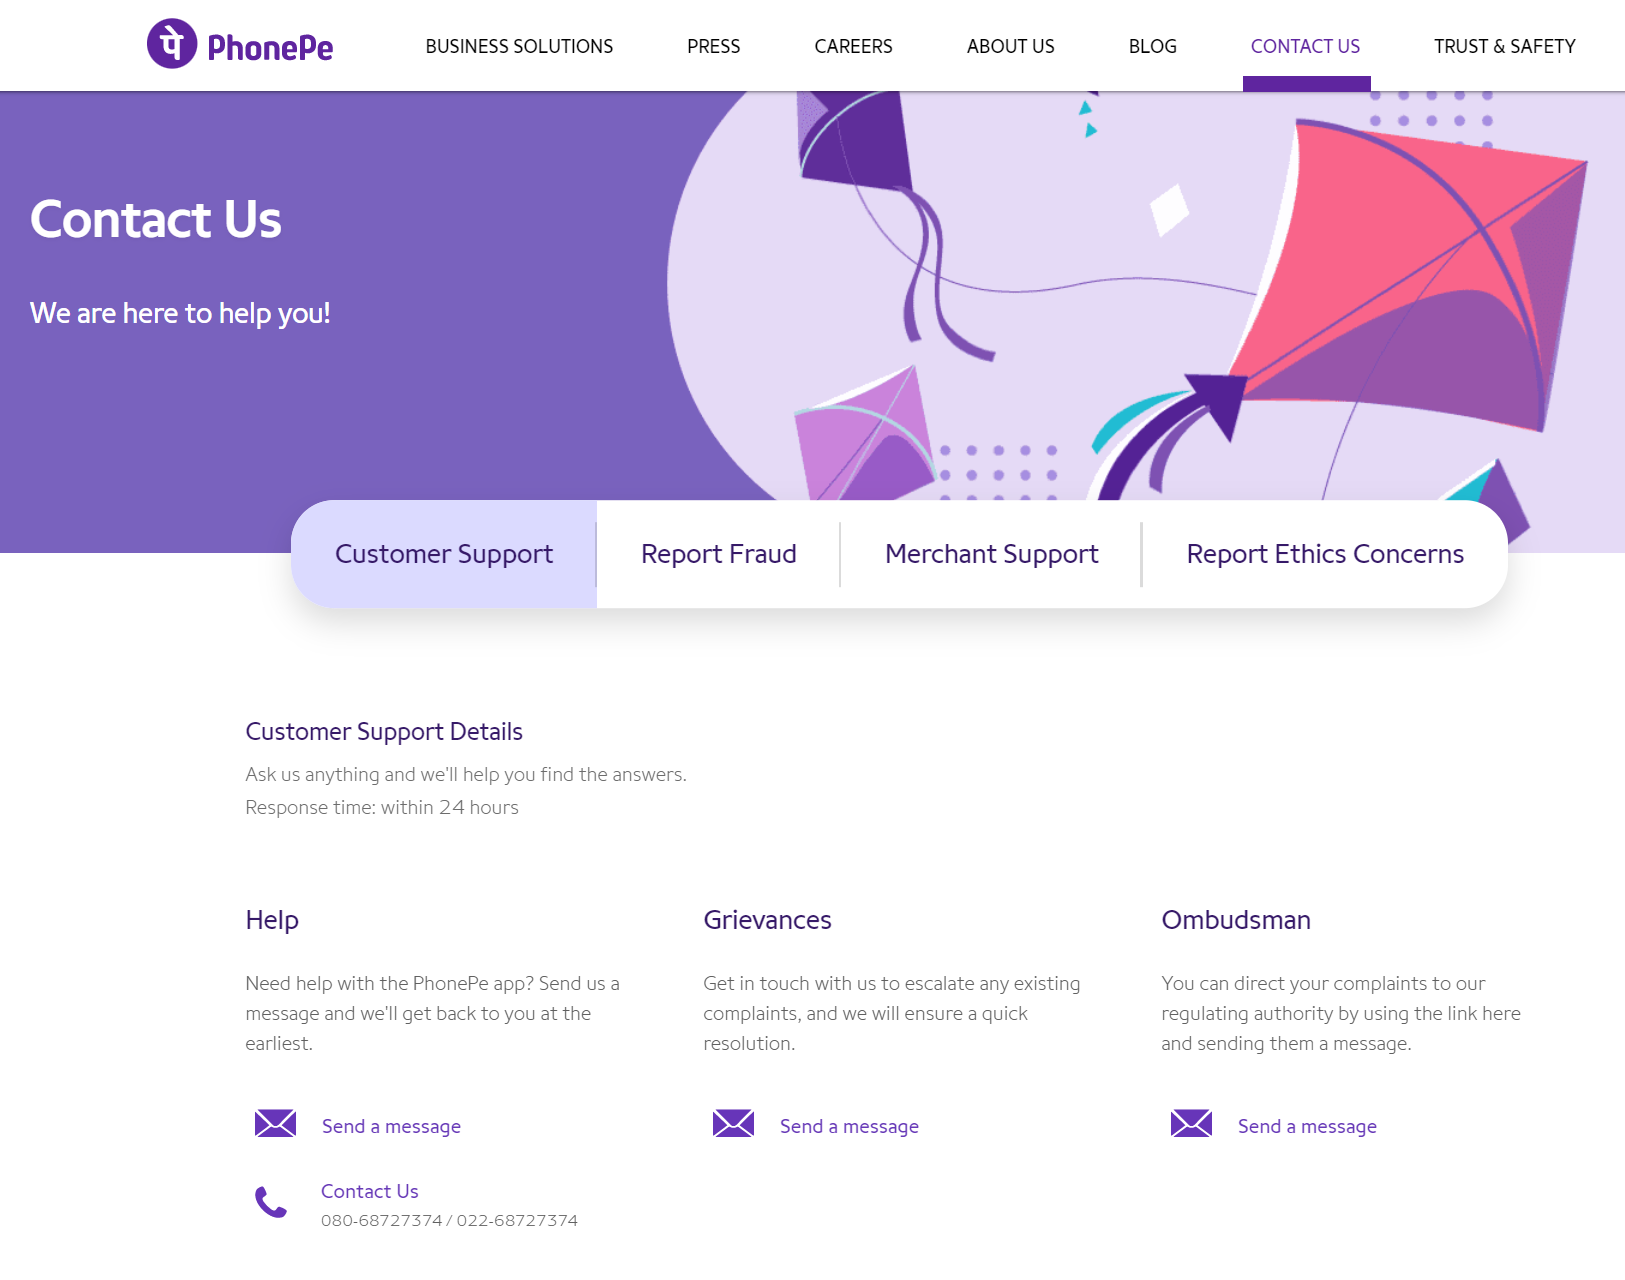 पे PhonePe
BUSINESS SOLUTIONS
PRESS
CAREERS
ABOUT US
BLOG
CONTACT US
TRUST & SAFETY
Contact Us
We are here to help you!
Customer Support
Report Fraud
Merchant Support
Report Ethics Concerns
Customer Support Details
Ask us anything and we'll help you find the answers.
Response time: within 24 hours
Help
Need help with the PhonePe app? Send us a
message and we'll get back to you at the
earliest.
Send a message
Contact Us
080-68727374 / 022-68727374
Grievances
Get in touch with us to escalate any existing
complaints, and we will ensure a quick
resolution.
Send a message
Ombudsman
You can direct your complaints to our
regulating authority by using the link here
and sending them a message.
Send a message